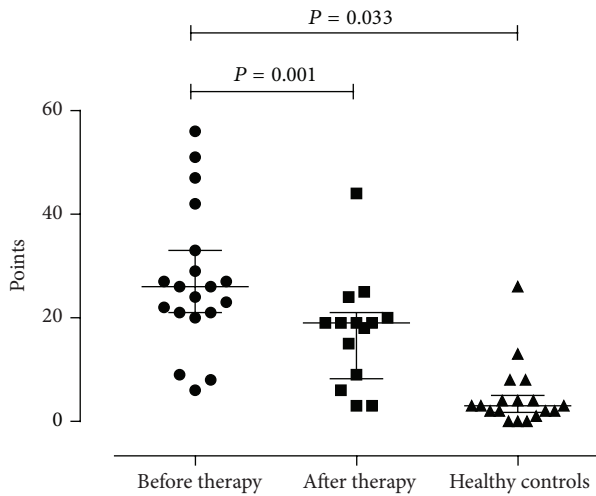 P = 0.033
P = 0.001
60
40
20
0
Points
Before therapy
After therapy
Healthy controls